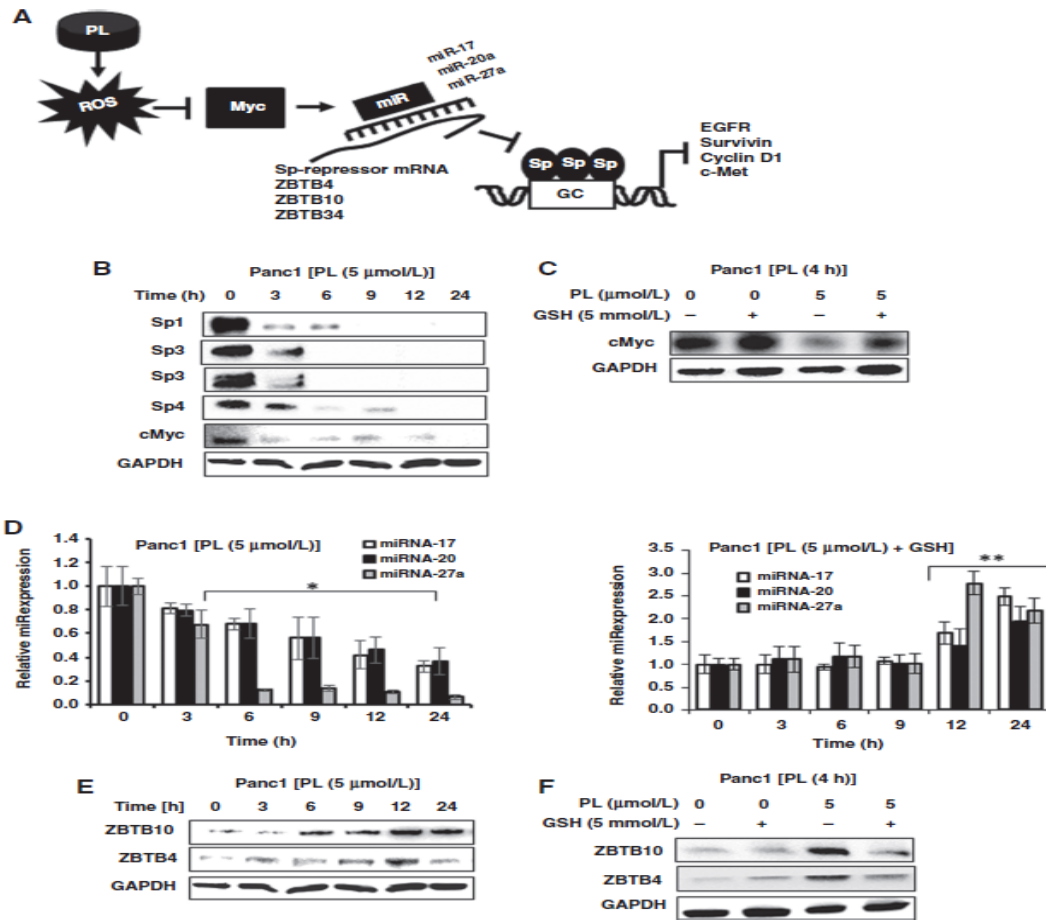 A
PL
ROS
Myc
miR
miR-17
miR-20a
miR-27a
Sp-repressor mRNA
ZBTB4
ZBTB10
ZBTB34
Sp Sp Sp
GC
EGFR
Survivin
Cyclin D1
c-Met
B
Panc1 [PL (5 μmol/L)]
Time (h) 0 3 6 9 12 24
Sp1
Sp3
Sp3
Sp4
cMyc
GAPDH
C
Panc1 [PL (4 h)]
PL (μmol/L) 0 0 5 5
GSH (5 mmol/L) – + – +
cMyc
GAPDH
D
Panc1 [PL (5 μmol/L)]
miRNA-17
miRNA-20
miRNA-27a
*
Relative miRexpression
1.4
1.2
1.0
0.8
0.6
0.4
0.2
0.0
0 3 6 9 12 24
Time (h)
Panc1 [PL (5 μmol/L) + GSH]
**
miRNA-17
miRNA-20
miRNA-27a
Relative miRexpression
3.5
3.0
2.5
2.0
1.5
1.0
0.5
0.0
0 3 6 9 12 24
Time (h)
E
Panc1 [PL (5 μmol/L)]
Time [h] 0 3 6 9 12 24
ZBTB10
ZBTB4
GAPDH
F
Panc1 [PL (4 h)]
PL (μmol/L) 0 0 5 5
GSH (5 mmol/L) – + – +
ZBTB10
ZBTB4
GAPDH